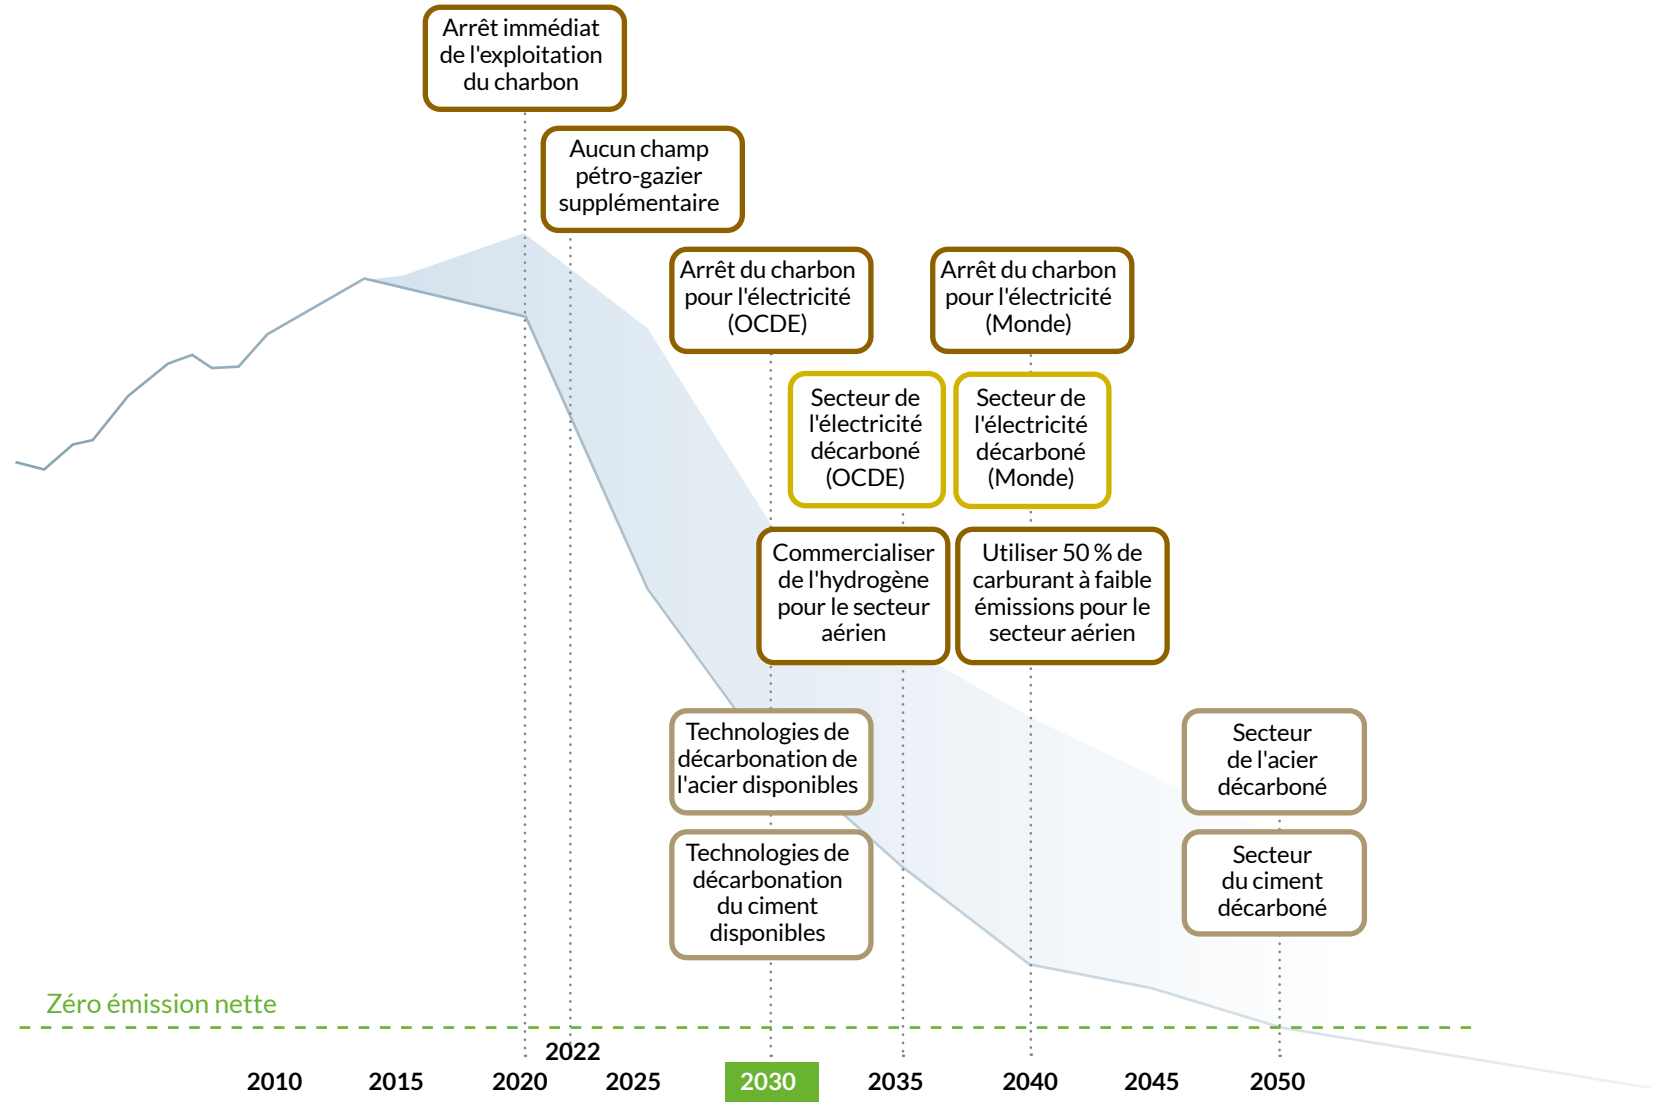 Arrêt immédiat
de l'exploitation
du charbon
Aucun champ
pétro-gazier
supplémentaire
Arrêt du charbon
pour l'électricité
(OCDE)
Arrêt du charbon
pour l'électricité
(Monde)
Secteur de
l'électricité
décarboné
(OCDE)
Secteur de
l'électricité
décarboné
(Monde)
Commercialiser
de l'hydrogène
pour le secteur
aérien
Utiliser 50 % de
carburant à faible
émissions pour le
secteur aérien
Technologies de
décarbonation de
l'acier disponibles
Secteur
de l'acier
décarboné
Technologies de
décarbonation
du ciment
disponibles
Secteur
du ciment
décarboné
Zéro émission nette
2022
2010 2015 2020 2025 2030 2035 2040 2045 2050